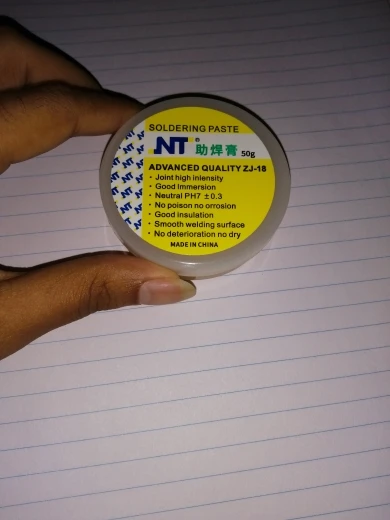 SOLDERING PASTE
NT ® 助焊膏 50g
ADVANCED QUALITY ZJ-18
· Joint high iniensity
· Good Immersion
· Neutral PH7 ±0.3
· No poison no orrosion
· Good insulation
· Smooth welding surface
· No deterioration no dry
MADE IN CHINA